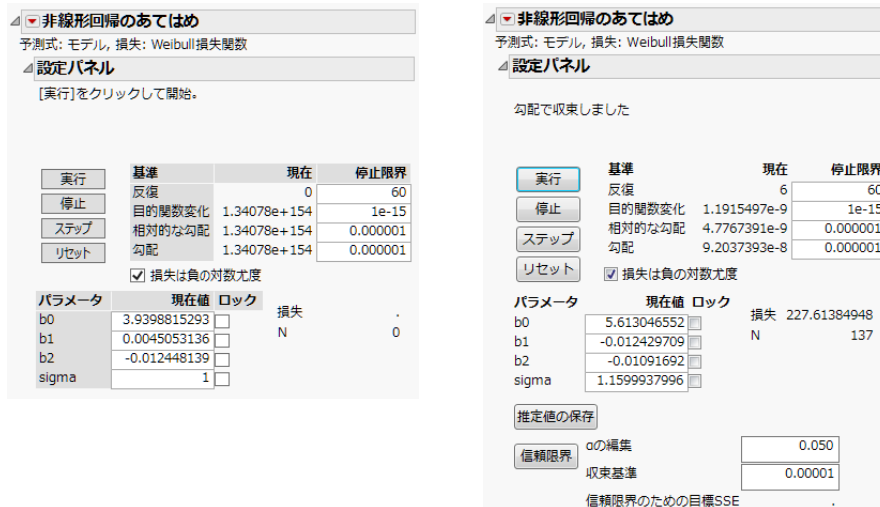 非線形回帰のあてはめ
予測式: モデル, 損失: Weibull損失関数
設定パネル
[実行]をクリックして開始。
実行
停止
ステップ
リセット
基準 現在 停止限界
反復 0 60
目的関数変化 1.34078e+154 1e-15
相対的な勾配 1.34078e+154 0.000001
勾配 1.34078e+154 0.000001
損失は負の対数尤度
パラメータ 現在値 ロック
b0 3.9398815293
b1 0.0045053136
b2 -0.012448139
sigma 1
損失 .
N 0
非線形回帰のあてはめ
予測式: モデル, 損失: Weibull損失関数
設定パネル
勾配で収束しました
実行
停止
ステップ
リセット
基準 現在 停止限界
反復 6 60
目的関数変化 1.1915497e-9 1e-15
相対的な勾配 4.7767391e-9 0.000001
勾配 9.2037393e-8 0.000001
損失は負の対数尤度
パラメータ 現在値 ロック
b0 5.613046552
b1 -0.012429709
b2 -0.01091692
sigma 1.1599937996
損失 227.61384948
N 137
推定値の保存
信頼限界
αの編集 0.050
収束基準 0.00001
信頼限界のための目標SSE .